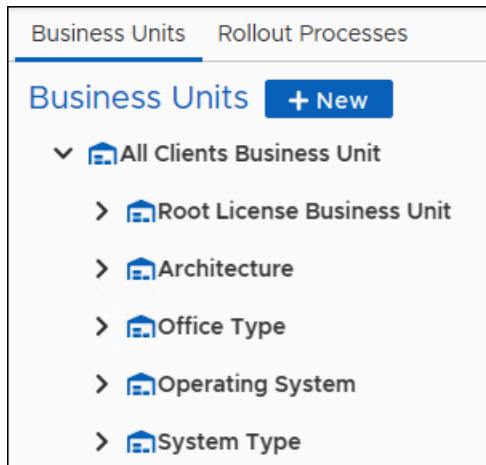 Business Units Rollout Processes
Business Units + New
All Clients Business Unit
Root License Business Unit
Architecture
Office Type
Operating System
System Type